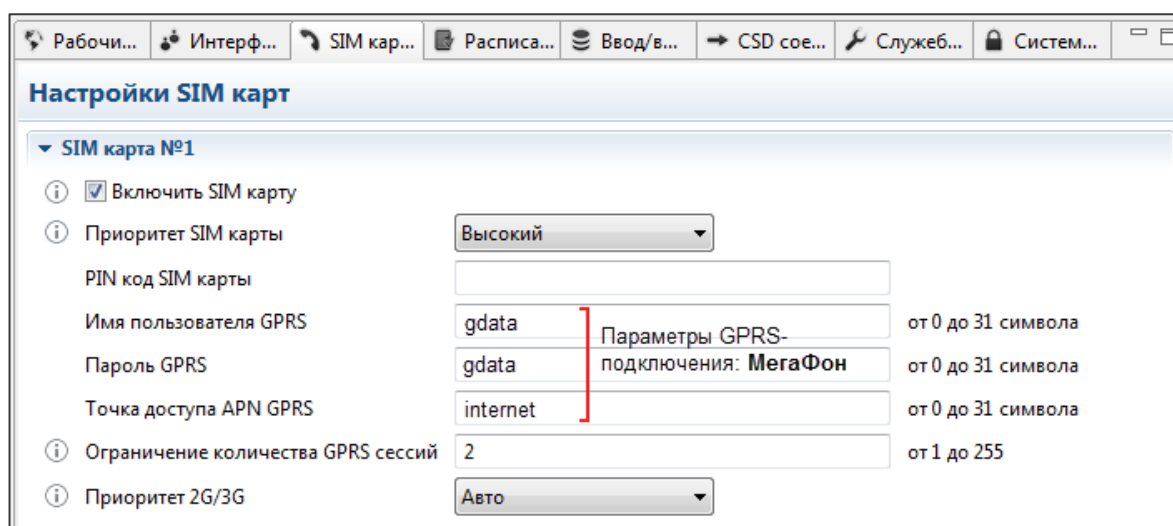 Рабочи... Интерф... SIM кар... Расписа... Ввод/в... CSD сое... Служеб... Систем...
Настройки SIM карт
SIM карта №1
Включить SIM карту
Приоритет SIM карты Высокий
PIN код SIM карты
Имя пользователя GPRS gdata от 0 до 31 символа
Параметры GPRS-
Пароль GPRS gdata подключения: МегаФон от 0 до 31 символа
Точка доступа APN GPRS internet от 0 до 31 символа
Ограничение количества GPRS сессий 2 от 1 до 255
Приоритет 2G/3G Авто